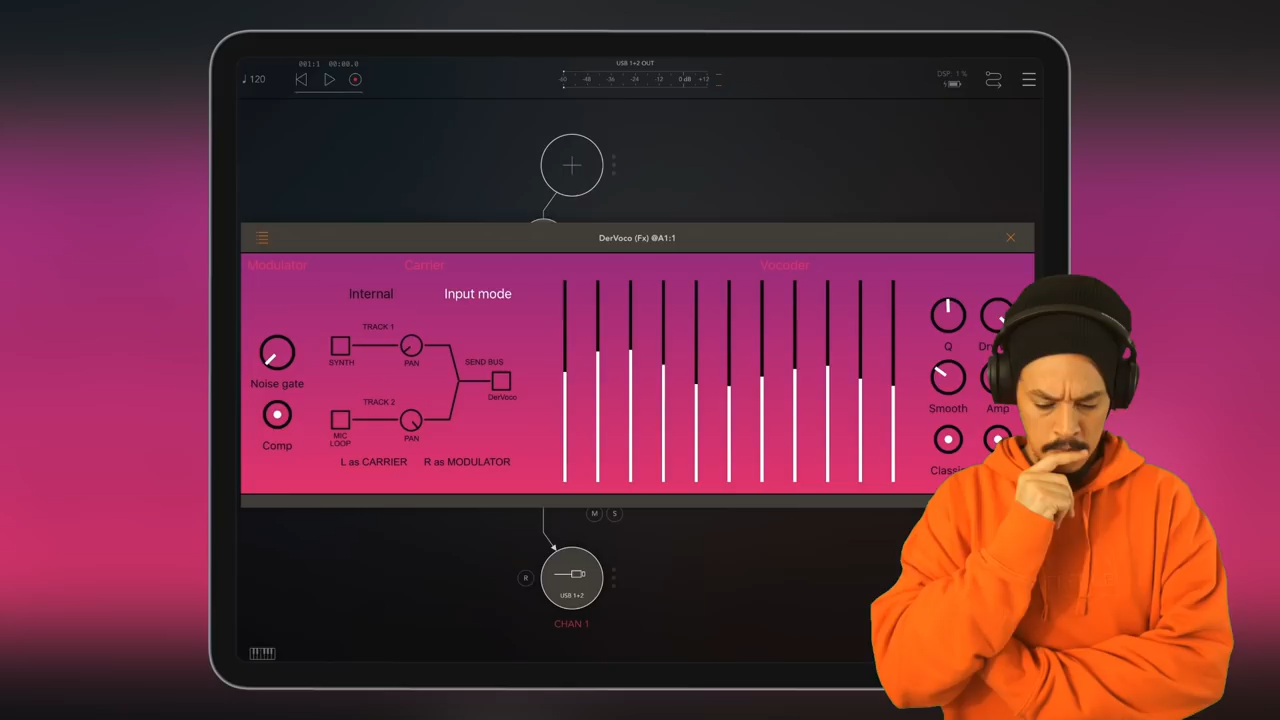 001:1 00:00.0
120
USB 1+2 OUT
-60 -48 -36 -24 -12 0 dB +12
DSP: 1 %
DerVoco (Fx) @A1:1
Modulator
Carrier
Vocoder
Internal
Input mode
TRACK 1
SYNTH
PAN
SEND BUS
DerVoco
Noise gate
TRACK 2
MIC
LOOP
PAN
Comp
L as CARRIER
R as MODULATOR
Q
Smooth
Amp
M S
R
USB 1+2
CHAN 1